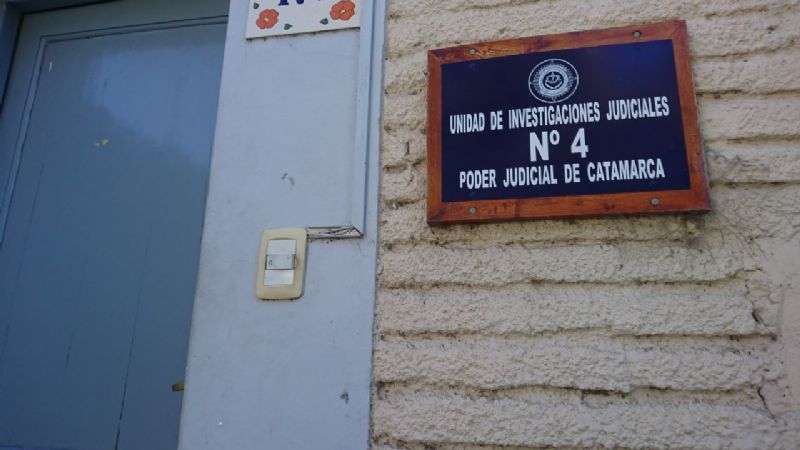 UNIDAD DE INVESTIGACIONES JUDICIALES
Nº 4
PODER JUDICIAL DE CATAMARCA